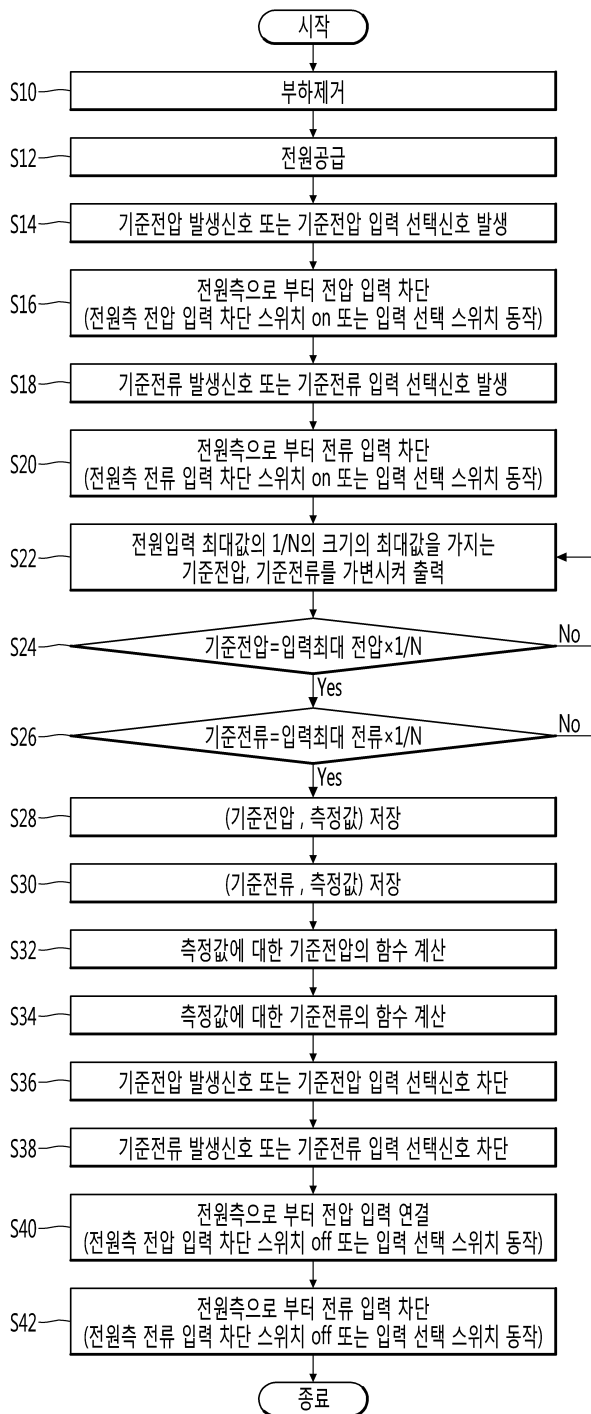 시작
S10
부하제거
S12
전원공급
S14
기준전압 발생신호 또는 기준전압 입력 선택신호 발생
S16
전원측으로 부터 전압 입력 차단
(전원측 전압 입력 차단 스위치 on 또는 입력 선택 스위치 동작)
S18
기준전류 발생신호 또는 기준전류 입력 선택신호 발생
S20
전원측으로 부터 전류 입력 차단
(전원측 전류 입력 차단 스위치 on 또는 입력 선택 스위치 동작)
S22
전원입력 최대값의 1/N의 크기의 최대값을 가지는
기준전압, 기준전류를 가변시켜 출력
S24
기준전압=입력최대 전압×1/N
No
Yes
S26
기준전류=입력최대 전류×1/N
No
Yes
S28
(기준전압 , 측정값) 저장
S30
(기준전류 , 측정값) 저장
S32
측정값에 대한 기준전압의 함수 계산
S34
측정값에 대한 기준전류의 함수 계산
S36
기준전압 발생신호 또는 기준전압 입력 선택신호 차단
S38
기준전류 발생신호 또는 기준전류 입력 선택신호 차단
S40
전원측으로 부터 전압 입력 연결
(전원측 전압 입력 차단 스위치 off 또는 입력 선택 스위치 동작)
S42
전원측으로 부터 전류 입력 차단
(전원측 전류 입력 차단 스위치 off 또는 입력 선택 스위치 동작)
종료